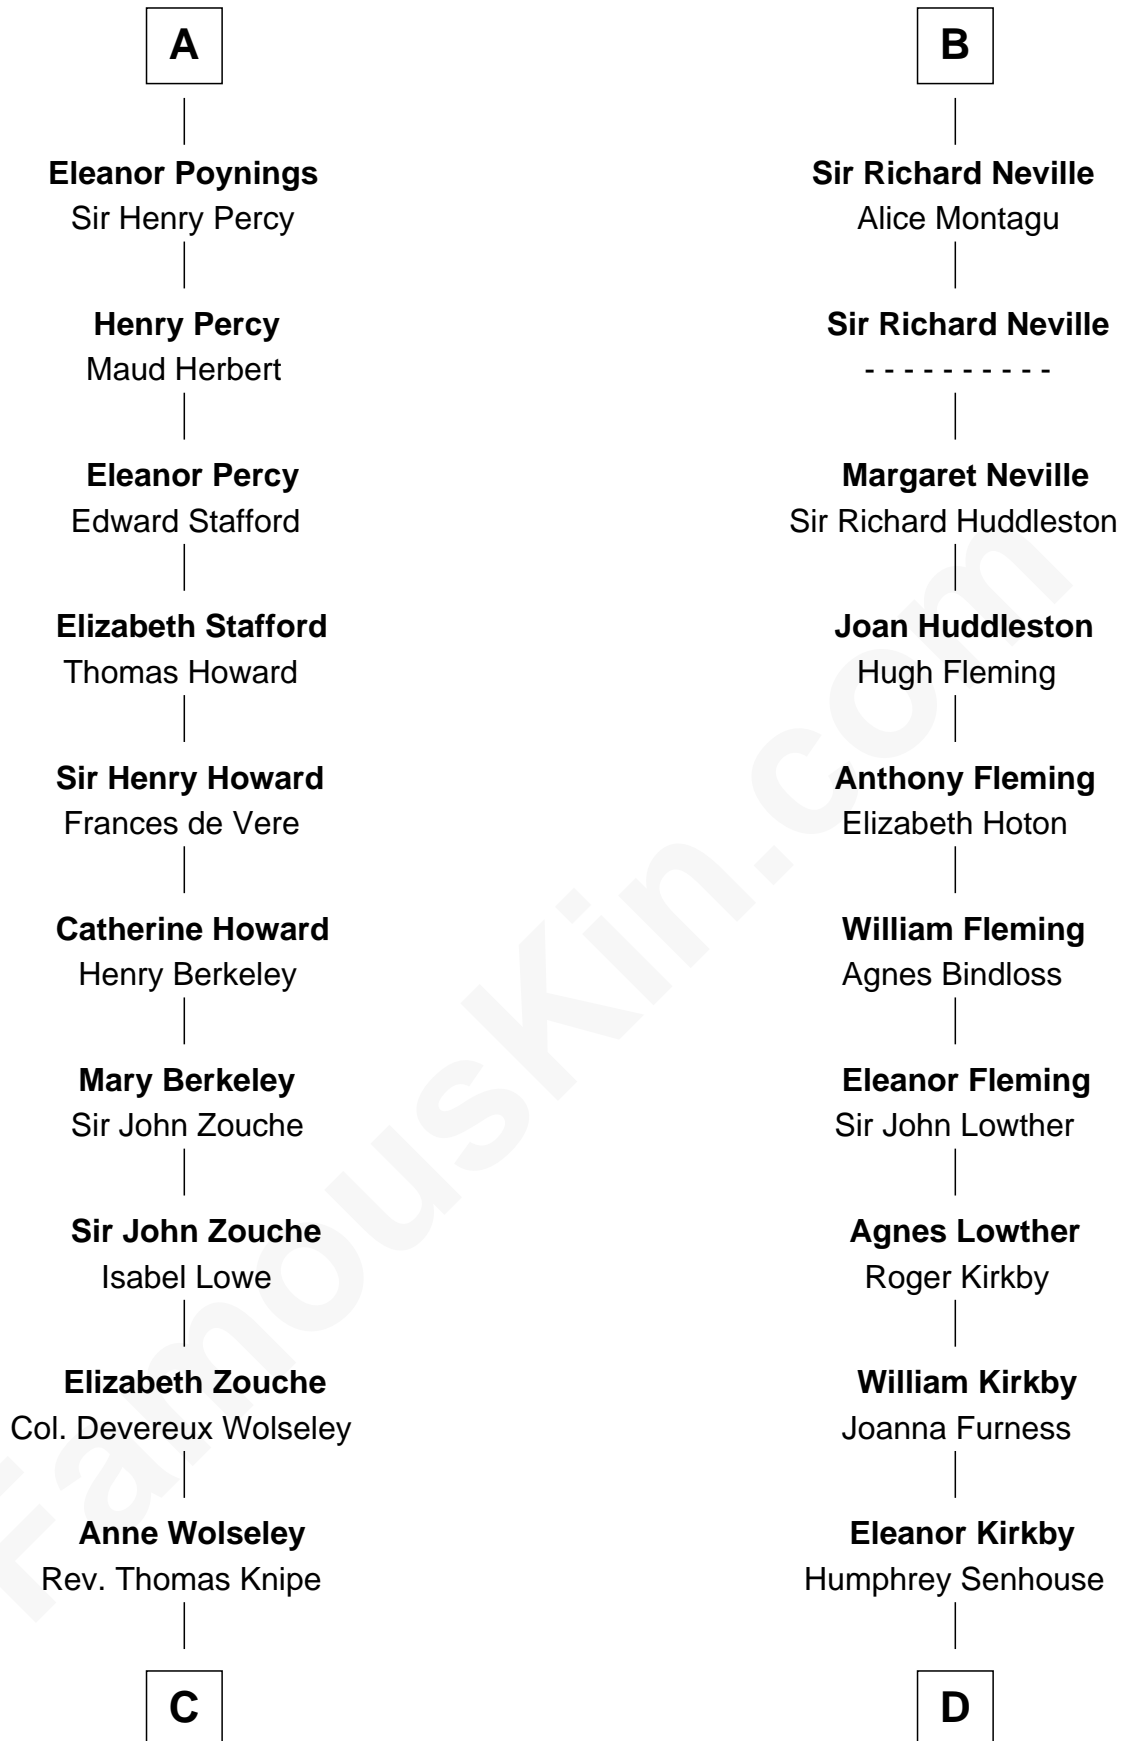 A
Eleanor Poynings
Sir Henry Percy
Henry Percy
Maud Herbert
Eleanor Percy
Edward Stafford
Elizabeth Stafford
Thomas Howard
Sir Henry Howard
Frances de Vere
Catherine Howard
Henry Berkeley
Mary Berkeley
Sir John Zouche
Sir John Zouche
Isabel Lowe
Elizabeth Zouche
Col. Devereux Wolseley
Anne Wolseley
Rev. Thomas Knipe
C
B
Sir Richard Neville
Alice Montagu
Sir Richard Neville
- - - - - - - - - -
Margaret Neville
Sir Richard Huddleston
Joan Huddleston
Hugh Fleming
Anthony Fleming
Elizabeth Hoton
William Fleming
Agnes Bindloss
Eleanor Fleming
Sir John Lowther
Agnes Lowther
Roger Kirkby
William Kirkby
Joanna Furness
Eleanor Kirkby
Humphrey Senhouse
D
FamousKin.com